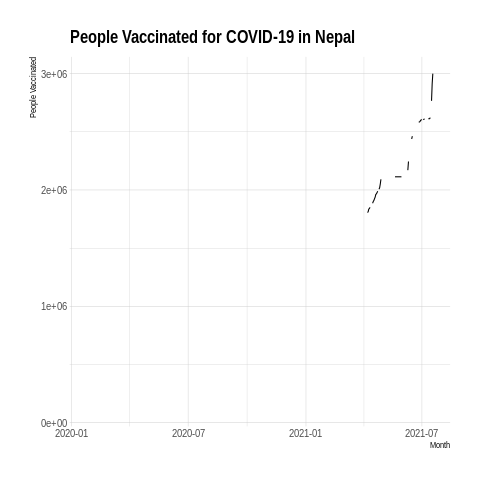 People Vaccinated for COVID-19 in Nepal
People Vaccinated
3e+06
2e+06
1e+06
0e+00
2020-01 2020-07 2021-01 2021-07
Month